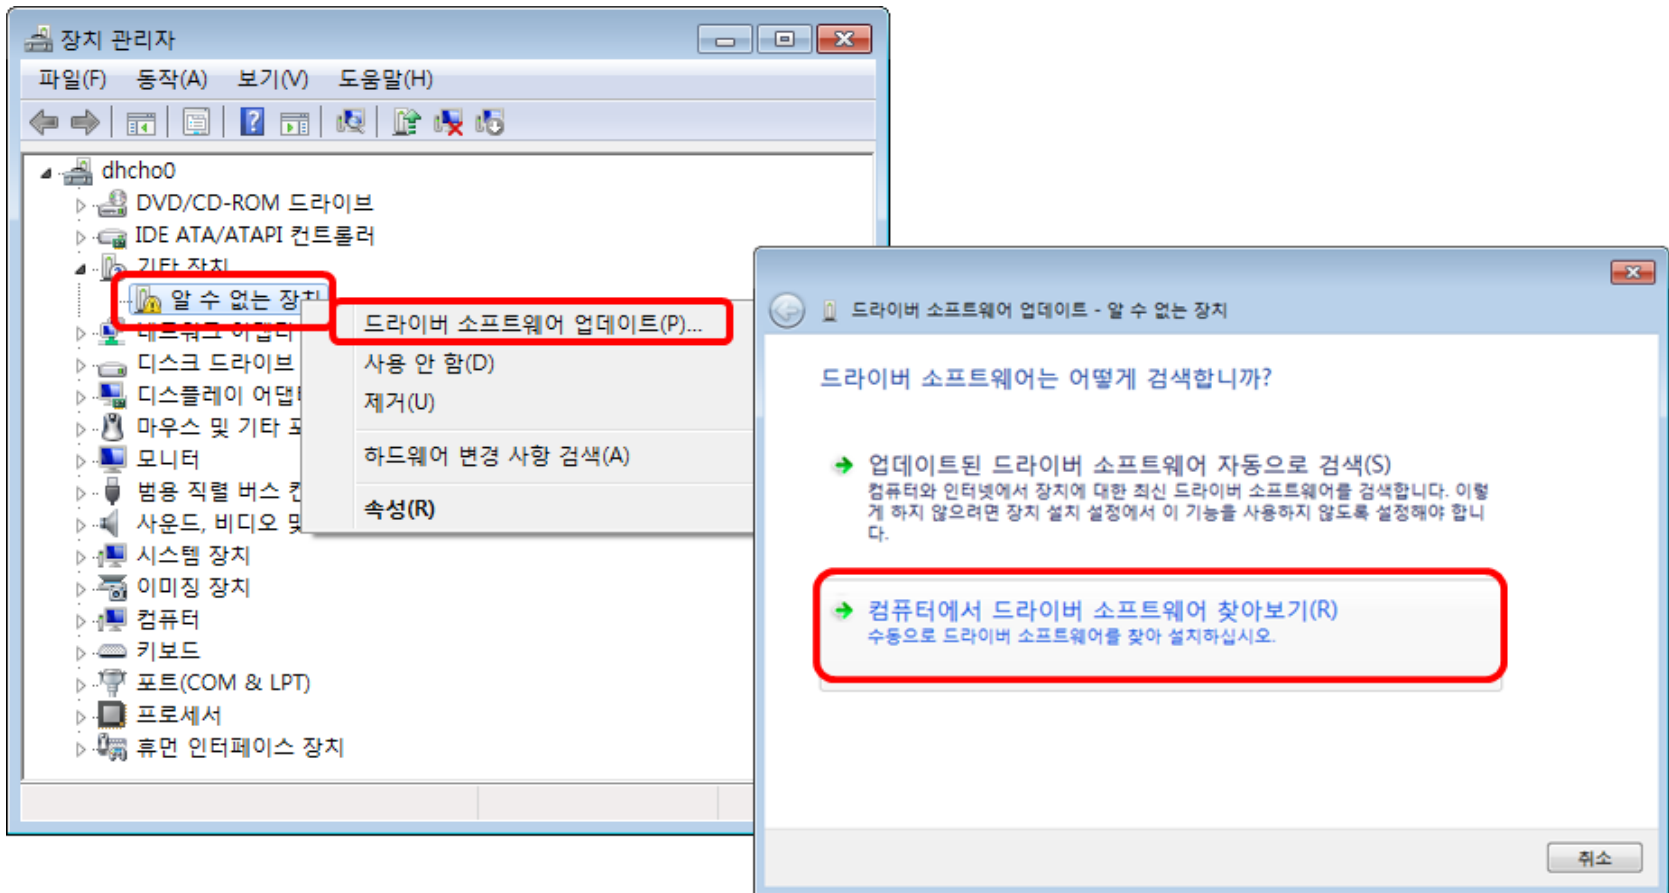 장치 관리자
파일(F) 동작(A) 보기(V) 도움말(H)
dhcho0
DVD/CD-ROM 드라이브
IDE ATA/ATAPI 컨트롤러
기타 장치
알 수 없는 장치
네트워크 어댑터
디스크 드라이브
디스플레이 어댑
마우스 및 기타
모니터
범용 직렬 버스
사운드, 비디오 및
시스템 장치
이미징 장치
컴퓨터
키보드
포트(COM & LPT)
프로세서
휴먼 인터페이스 장치
드라이버 소프트웨어 업데이트(P)...
사용 안 함(D)
제거(U)
하드웨어 변경 사항 검색(A)
속성(R)
드라이버 소프트웨어 업데이트 - 알 수 없는 장치
드라이버 소프트웨어는 어떻게 검색합니까?
업데이트된 드라이버 소프트웨어 자동으로 검색(S)
컴퓨터와 인터넷에서 장치에 대한 최신 드라이버 소프트웨어를 검색합니다. 이렇
게 하지 않으려면 장치 설치 설정에서 이 기능을 사용하지 않도록 설정해야 합니
다.
컴퓨터에서 드라이버 소프트웨어 찾아보기(R)
수동으로 드라이버 소프트웨어를 찾아 설치하십시오.
취소